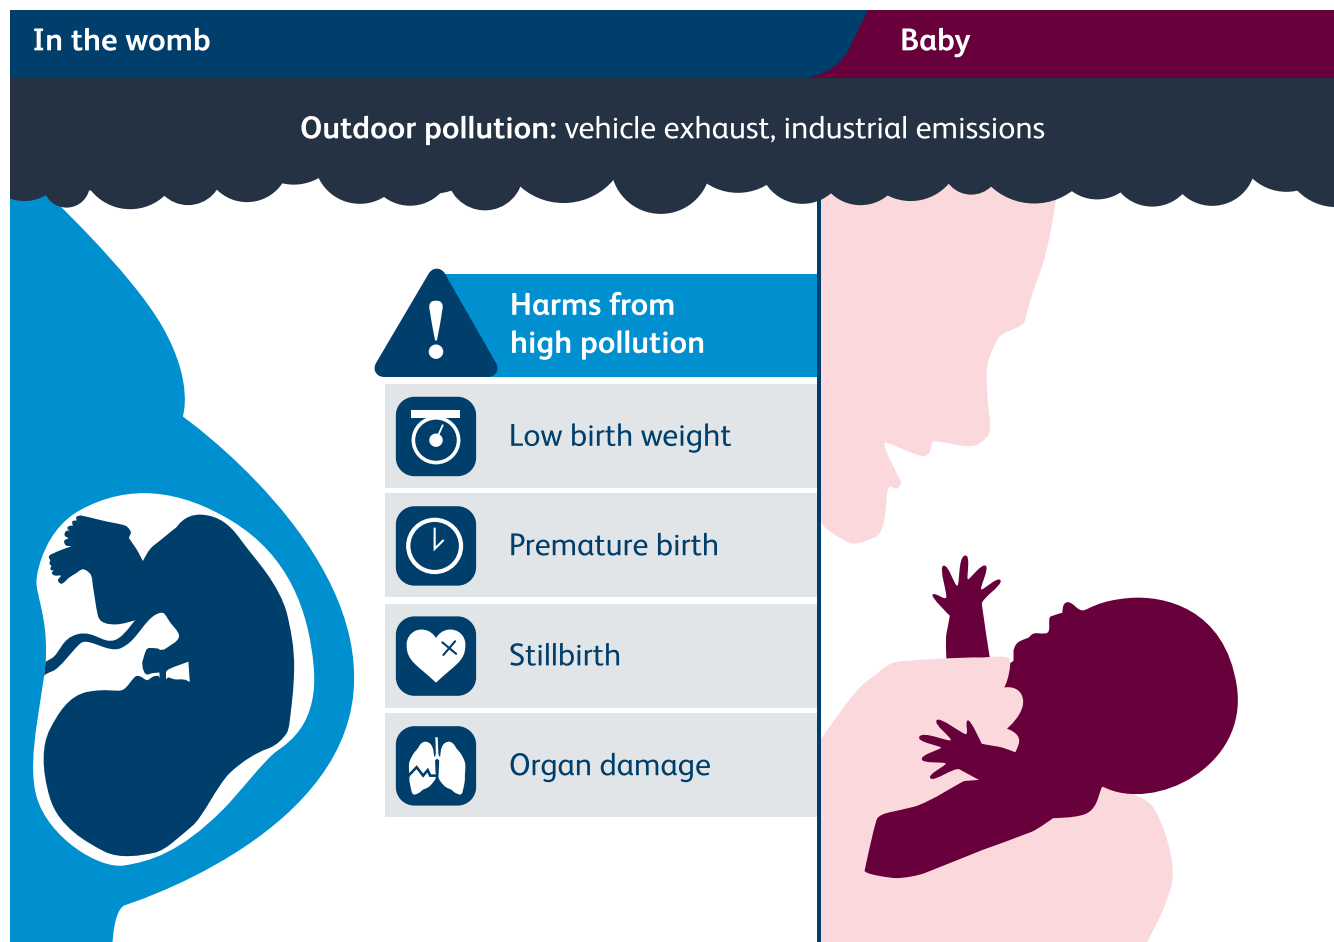 In the womb
Baby
Outdoor pollution: vehicle exhaust, industrial emissions
Harms from
high pollution
Low birth weight
Premature birth
Stillbirth
Organ damage